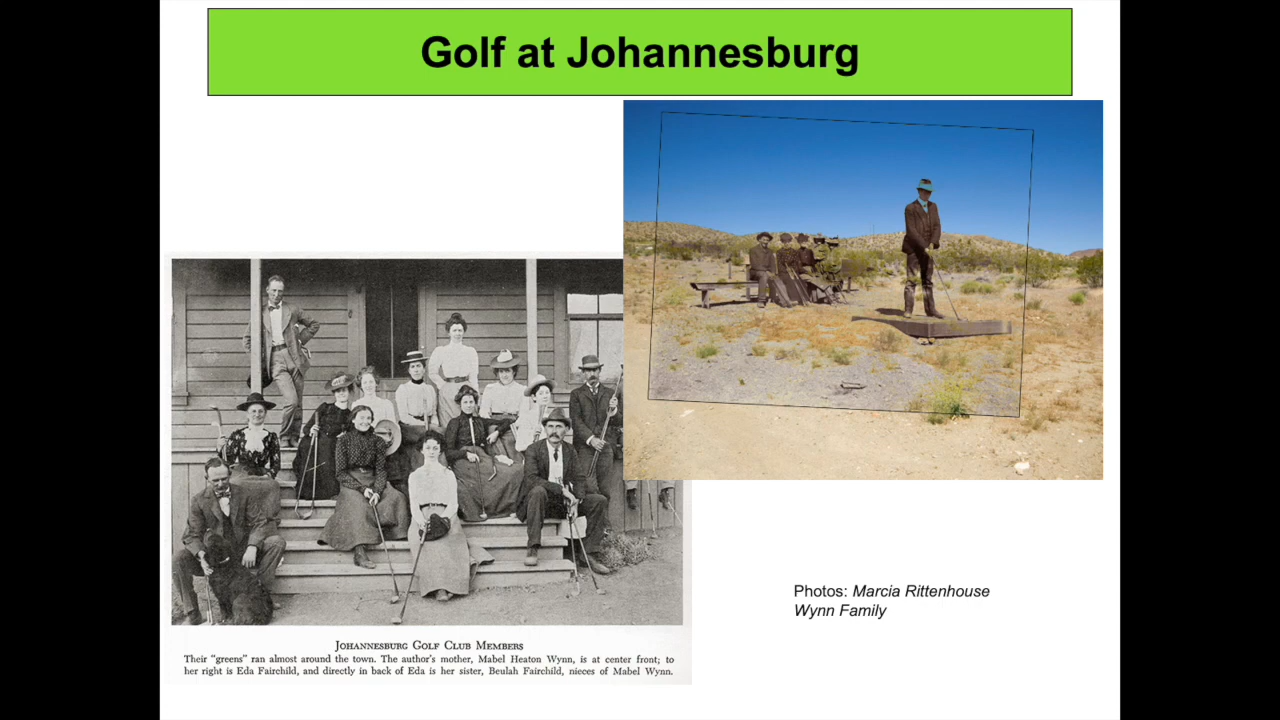 Golf at Johannesburg
Photos: Marcia Rittenhouse
Wynn Family
Johannesburg Golf Club Members
Their "greens" ran almost around the town. The author's mother, Mabel Heaton Wynn, is at center front; to
her right is Eda Fairchild, and directly in back of Eda is her sister, Beulah Fairchild, nieces of Mabel Wynn.